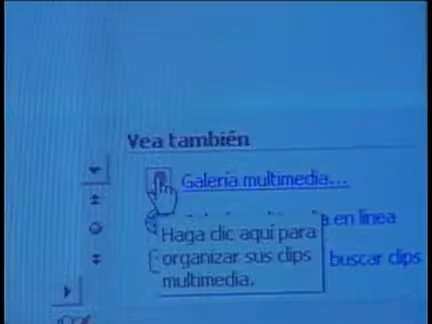 Vea también
Galería multimedia...
en línea
Haga clic aquí para
organizar sus clips
multimedia.
buscar clips